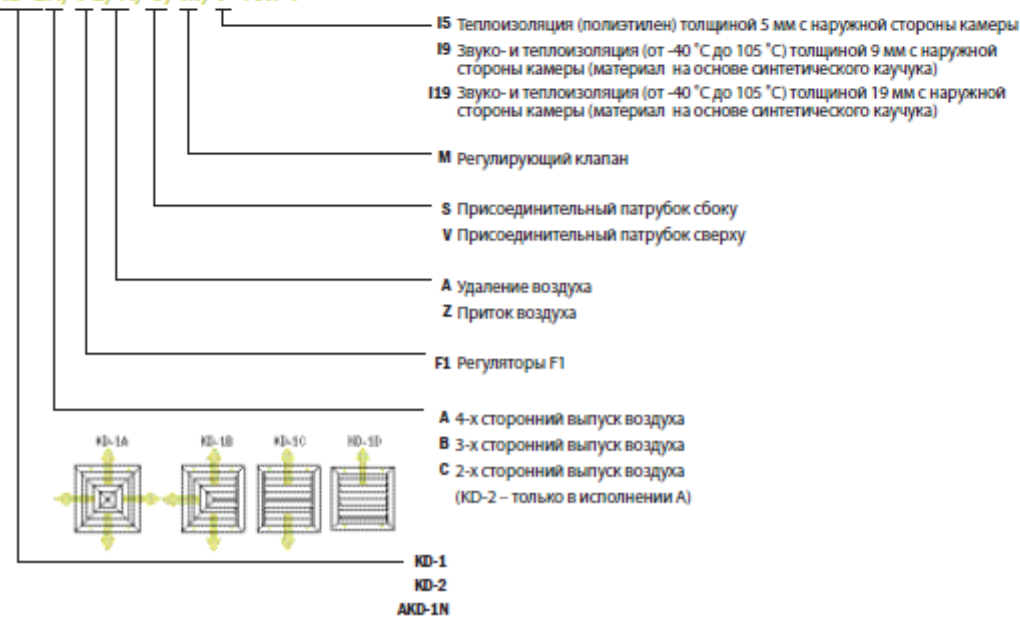 I5 Теплоизоляция (полиэтилен) толщиной 5 мм с наружной стороны камеры
I9 Звуко- и теплоизоляция (от -40 ˚С до 105 ˚С) толщиной 9 мм с наружной
стороны камеры (материал на основе синтетического каучука)
I19 Звуко- и теплоизоляция (от -40 ˚С до 105 ˚С) толщиной 19 мм с наружной
стороны камеры (материал на основе синтетического каучука)
M Регулирующий клапан
S Присоединительный патрубок сбоку
V Присоединительный патрубок сверху
A Удаление воздуха
Z Приток воздуха
F1 Регуляторы F1
A 4-х сторонний выпуск воздуха
B 3-х сторонний выпуск воздуха
C 2-х сторонний выпуск воздуха
(KD-2 – только в исполнении А)
KD-1A KD-1B KD-1C KD-1D
KD-1
KD-2
AKD-1N